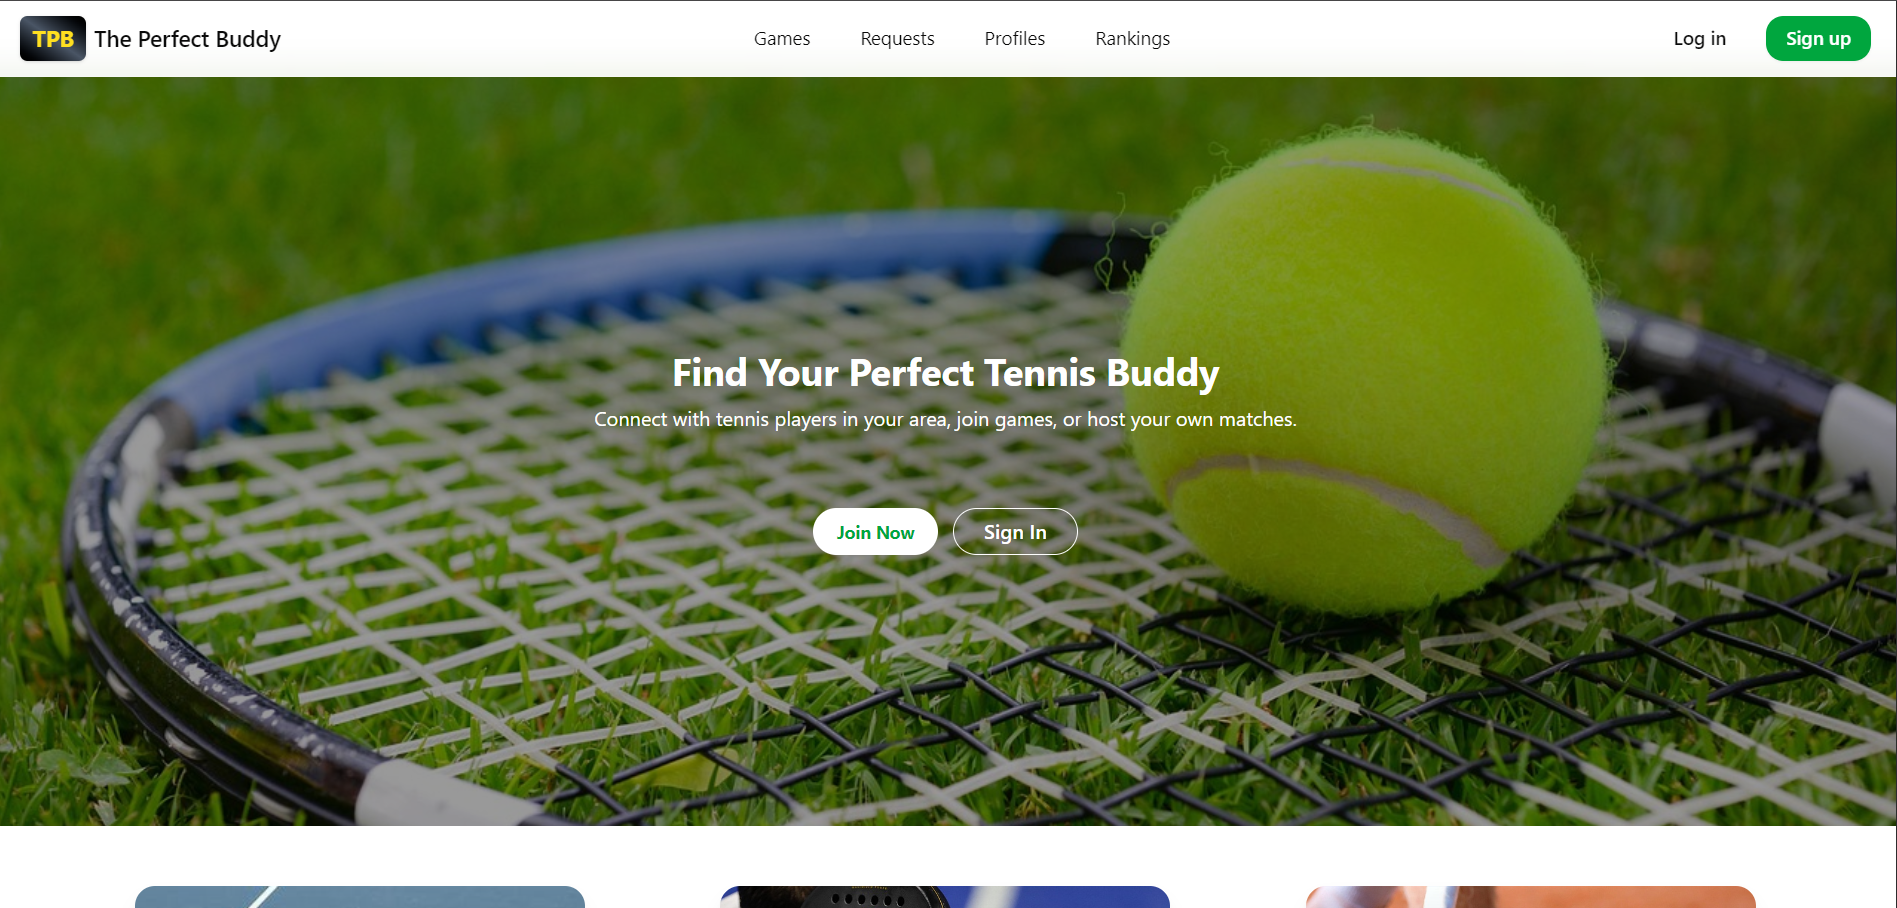 TPB The Perfect Buddy
Games Requests Profiles Rankings
Log in Sign up
Find Your Perfect Tennis Buddy
Connect with tennis players in your area, join games, or host your own matches.
Join Now Sign In